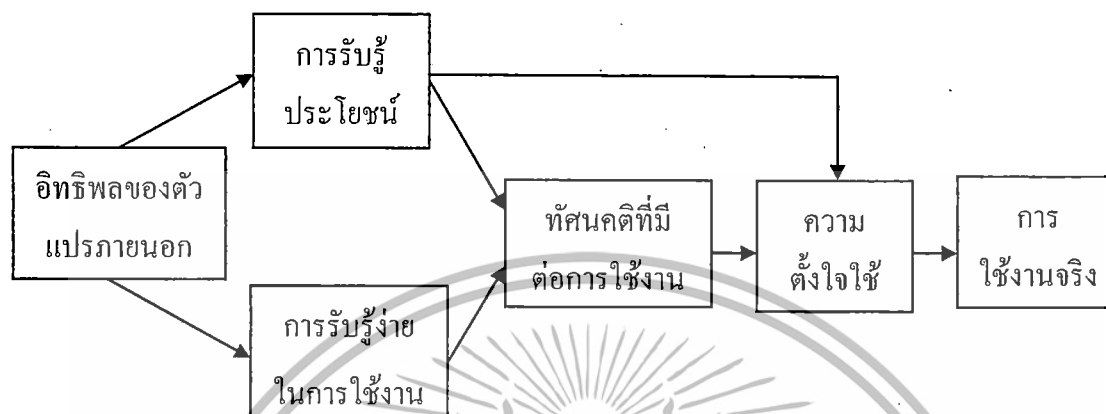 การรับรู้
ประโยชน์
อิทธิพลของตัว
แปรภายนอก
ทัศนคติที่มี
ต่อการใช้งาน
ความ
ตั้งใจใช้
การ
ใช้งานจริง
การรับรู้ง่าย
ในการใช้งาน